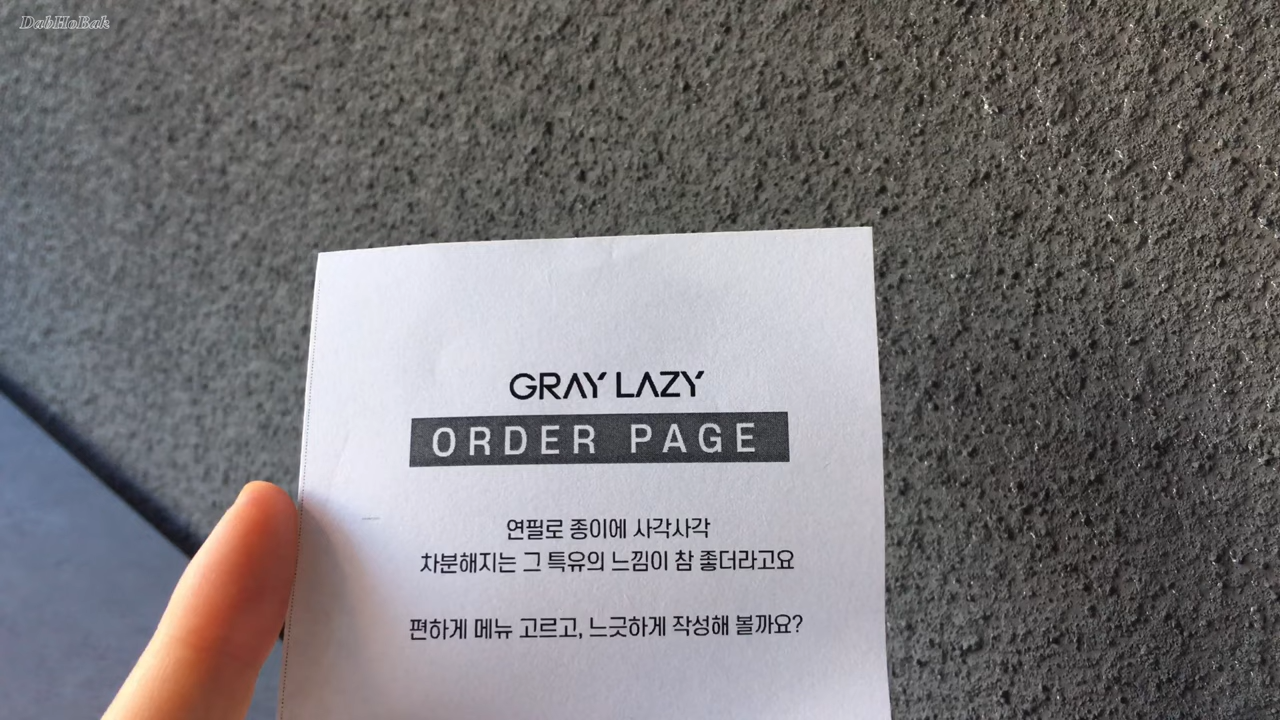 DabHoBak
GRAY LAZY
ORDER PAGE
연필로 종이에 사각사각
차분해지는 그 특유의 느낌이 참 좋더라고요
편하게 메뉴 고르고, 느긋하게 작성해 볼까요?